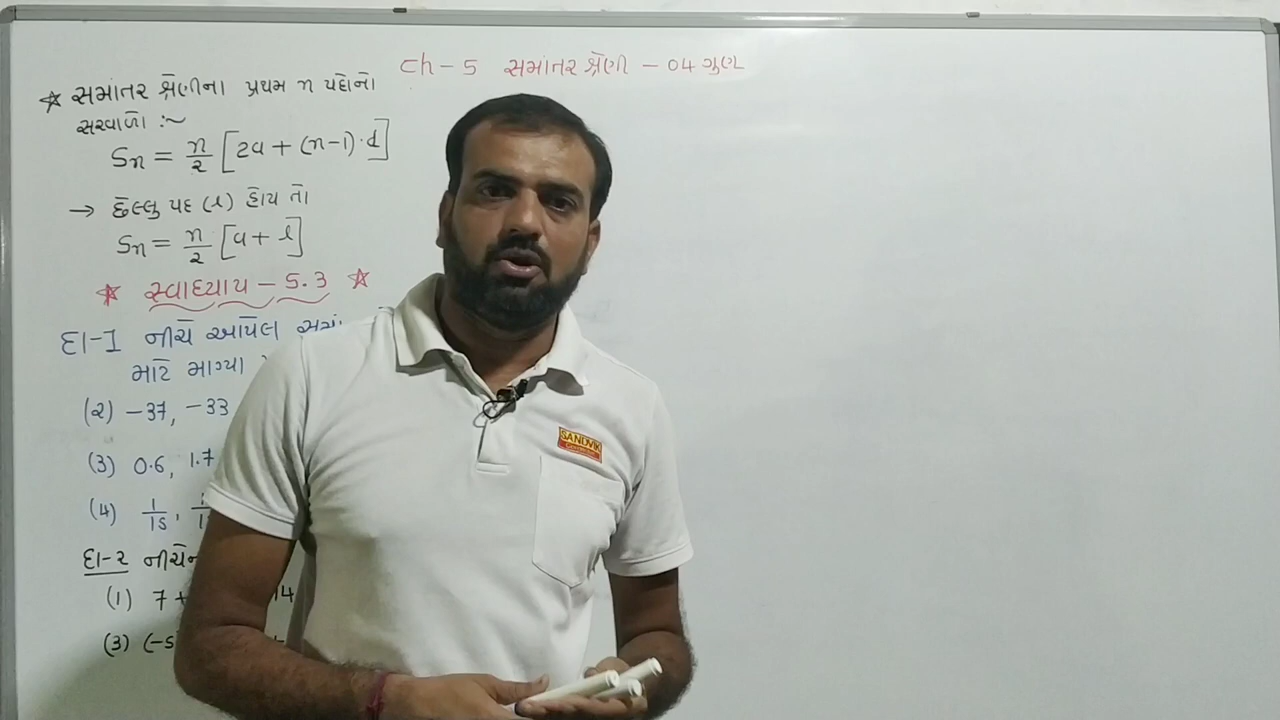 Ch-5 સમાંતર શ્રેણી - 04 ગુણ
☆ સમાંતર શ્રેણીના પ્રથમ n પદોનો
સરવાળો :~
Sn = n/2 [2a + (n-1)·d]
→ છેલ્લુ પદ (l) હોય તો
Sn = n/2 [a + l]
☆ સ્વાધ્યાય - 5.3 ☆
દા-1 નીચે આપેલ
માટે માગ્યા
(2) -37, -33
(3) 0.6, 1.7
(4) 1/15,
દા-2
(1) 7 + 14
(3) (-5
SANDVIK